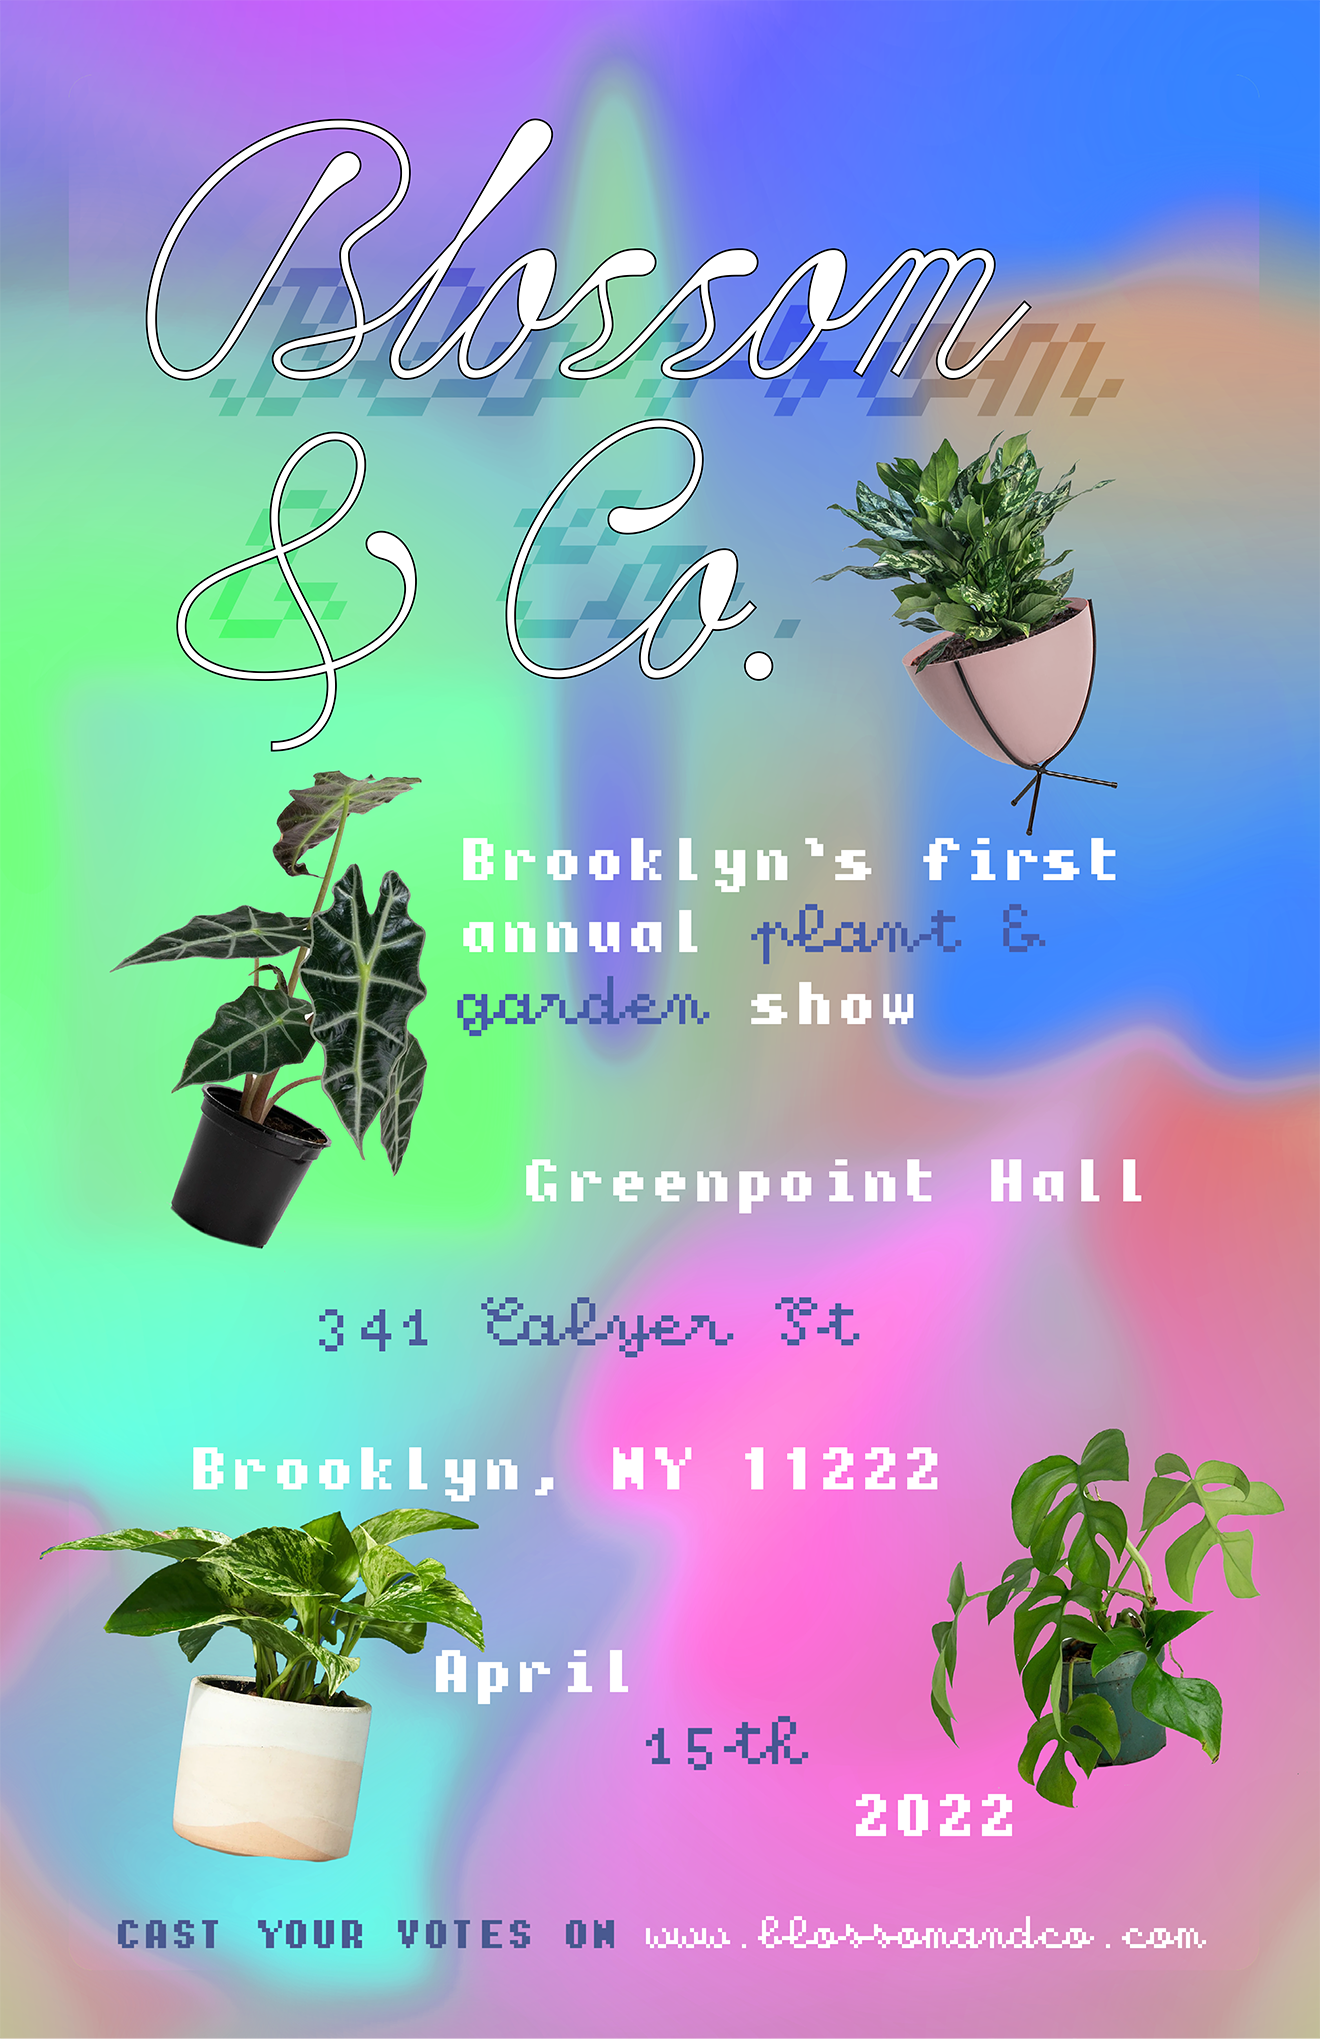 Blossom
& Co.
Brooklyn's first
annual plant &
garden show
Greenpoint Hall
341 Calyer St
Brooklyn, NY 11222
April
15th
2022
CAST YOUR VOTES ON www.blossomandco.com